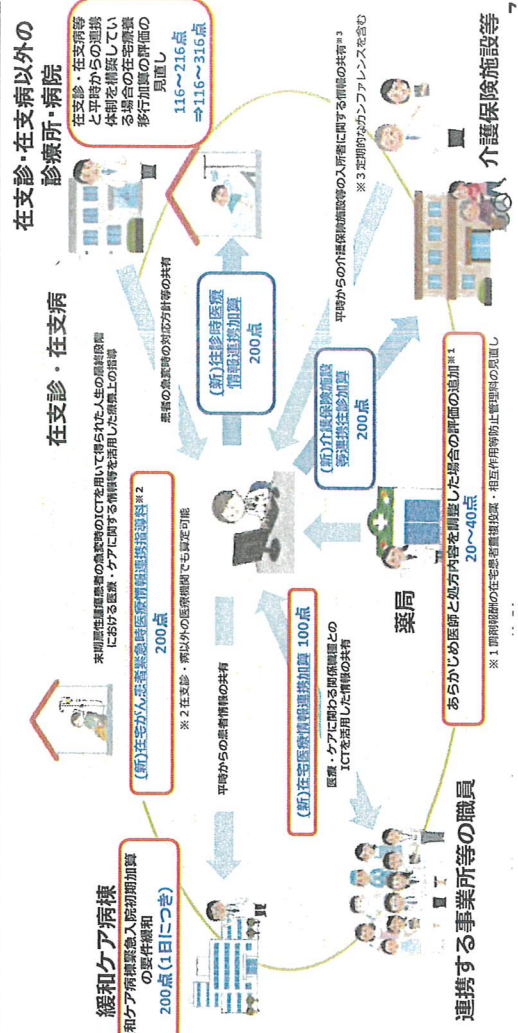 緩和ケア病棟
和ケア病棟緊急入院初期加算
の要件緩和
200点(1日につき)
末期悪性腫瘍患者の急変時のICTを用いて得られた人生の最終段階
における医療・ケアに関する情報等を活用した療養上の指導
(新)在宅がん患者緊急時医療情報連携指導料※2
200点
※2 在支診・病以外の医療機関でも算定可能
平時からの患者情報の共有
在支診・在支病
患者の急変時の対応方針等の共有
在支診・在支病以外の
診療所・病院
在支診・在支病等
と平時からの連携
体制を構築してい
る場合の在宅療養
移行加算の評価の
見直し
116~216点
⇒116~316点
(新)往診時医療
情報連携加算
200点
(新)在宅医療情報連携加算 100点
医療・ケアに関わる関係職種との
ICTを活用した情報の共有
(新)介護保険施設
等連携往診加算
200点
平時からの介護保険施設等の入所者に関する情報の共有※3
※3 定期的なカンファレンスを含む
連携する事業所等の職員
薬局
あらかじめ医師と処方内容を調整した場合の評価の追加※1
20~40点
※1 調剤報酬の在宅患者重複投薬・相互作用等防止管理料の見直し
介護保険施設等
7